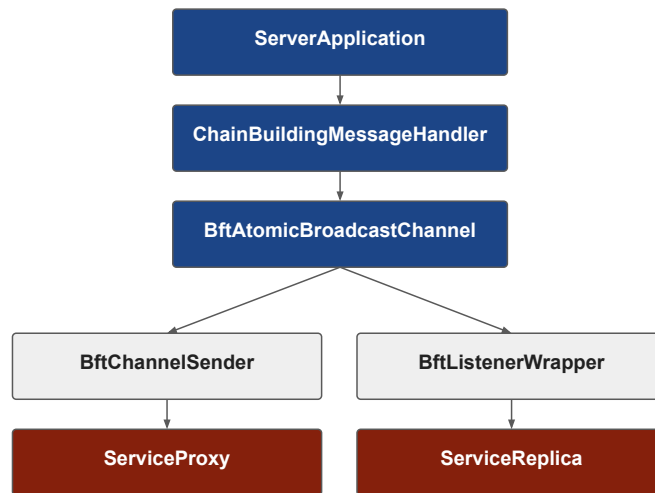 ServerApplication
ChainBuildingMessageHandler
BftAtomicBroadcastChannel
BftChannelSender
BftListenerWrapper
ServiceProxy
ServiceReplica